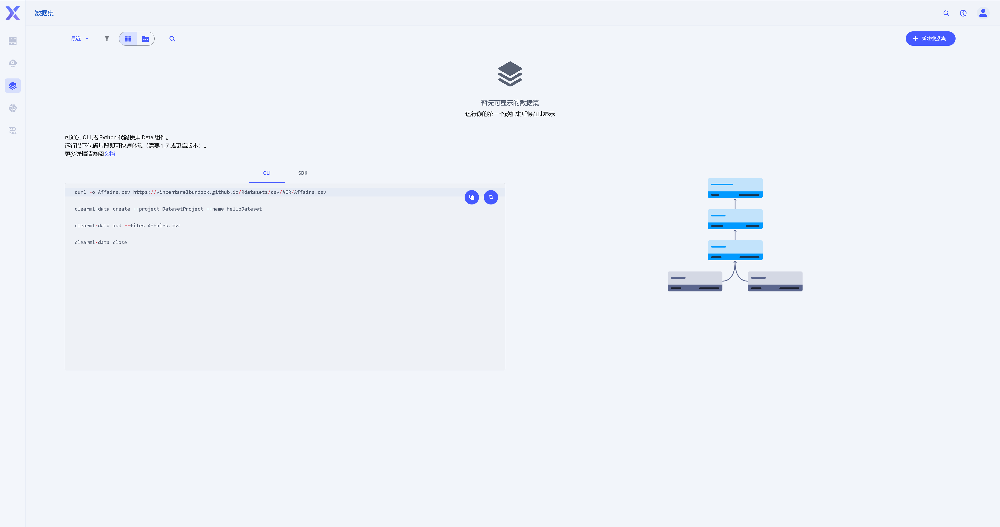 数据集
最近
新建数据集
暂无可显示的数据集
运行你的第一个数据集后将在此显示
可通过 CLI 或 Python 代码使用 Data 组件。
运行以下代码片段即可快速体验（需要 1.7 或更高版本）。
更多详情请参阅文档
CLI SDK
curl -o Affairs.csv https://vincentarelbundock.github.io/Rdatasets/csv/AER/Affairs.csv
clearml-data create --project DatasetProject --name HelloDataset
clearml-data add --files Affairs.csv
clearml-data close